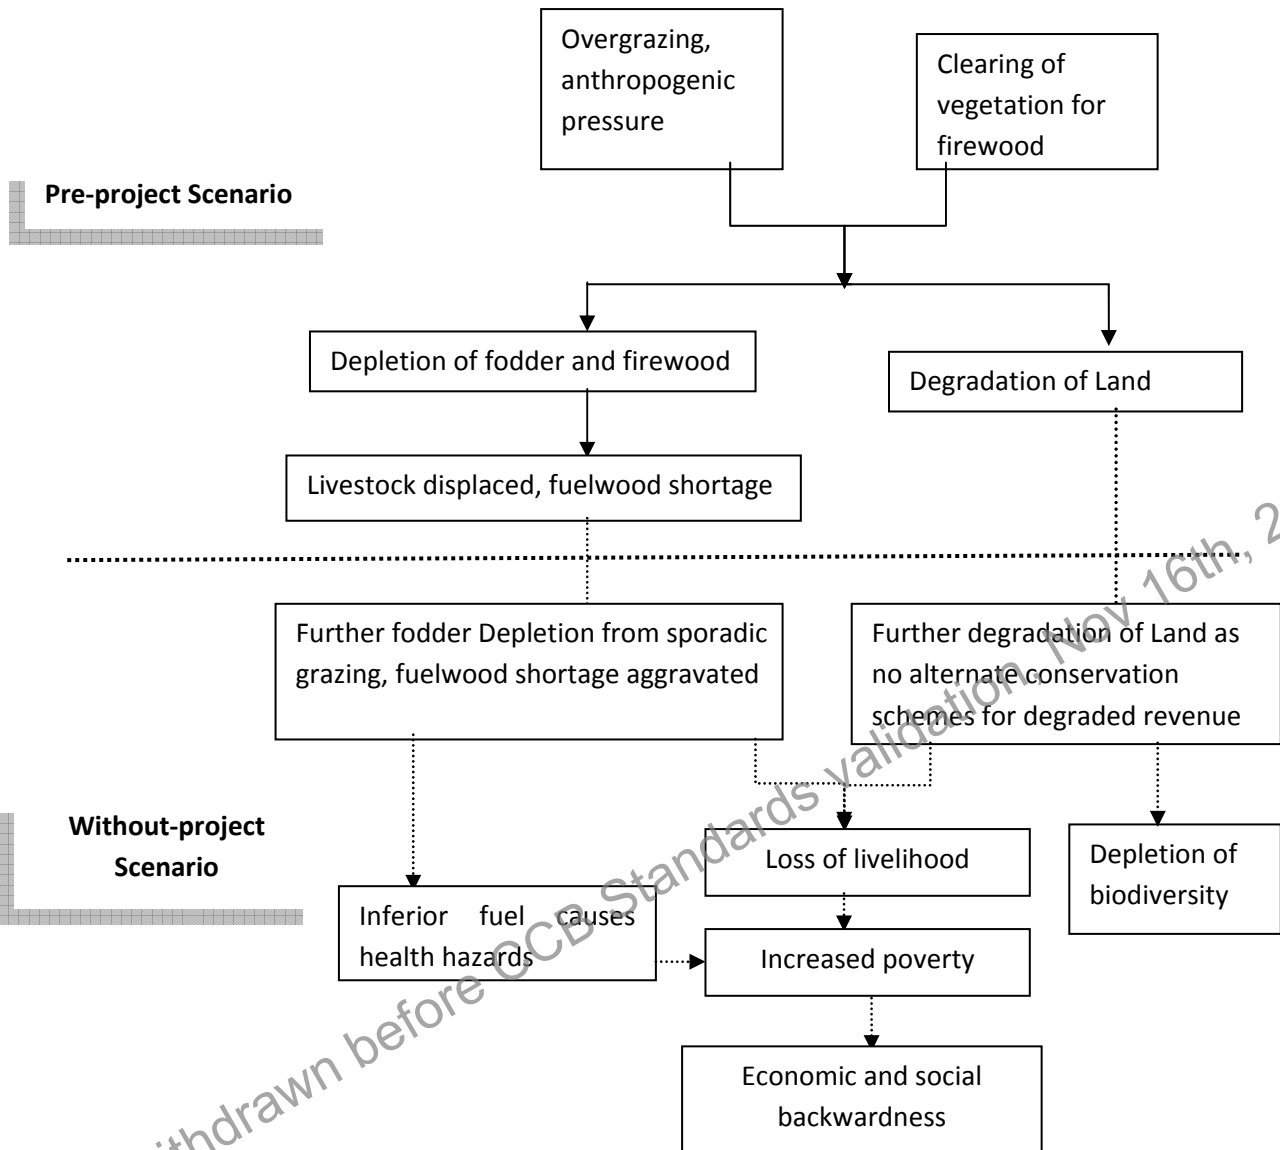 Overgrazing,
anthropogenic
pressure
Clearing of
vegetation for
firewood
Pre-project Scenario
Depletion of fodder and firewood
Degradation of Land
Livestock displaced, fuelwood shortage
Further fodder Depletion from sporadic
grazing, fuelwood shortage aggravated
Further degradation of Land as
no alternate conservation
schemes for degraded revenue
Without-project
Scenario
Loss of livelihood
Depletion of
biodiversity
Inferior fuel causes
health hazards
Increased poverty
Economic and social
backwardness
ithdrawn before CCB Standards validation, Nov 16th, 2